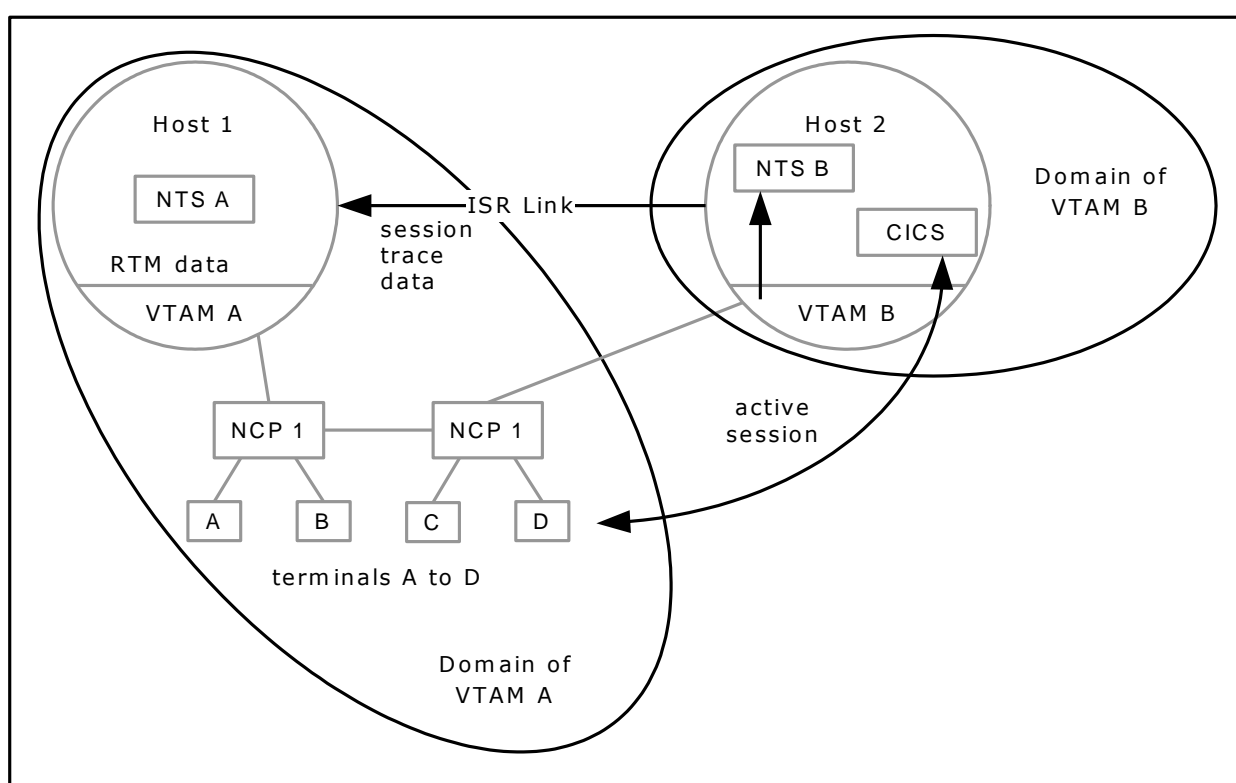 Host 1
NTS A
RTM data
VTAM A
ISR Link
session
trace
data
Host 2
NTS B
CICS
VTAM B
Domain of
VTAM B
NCP 1
NCP 1
active
session
A
B
C
D
terminals A to D
Domain of
VTAM A